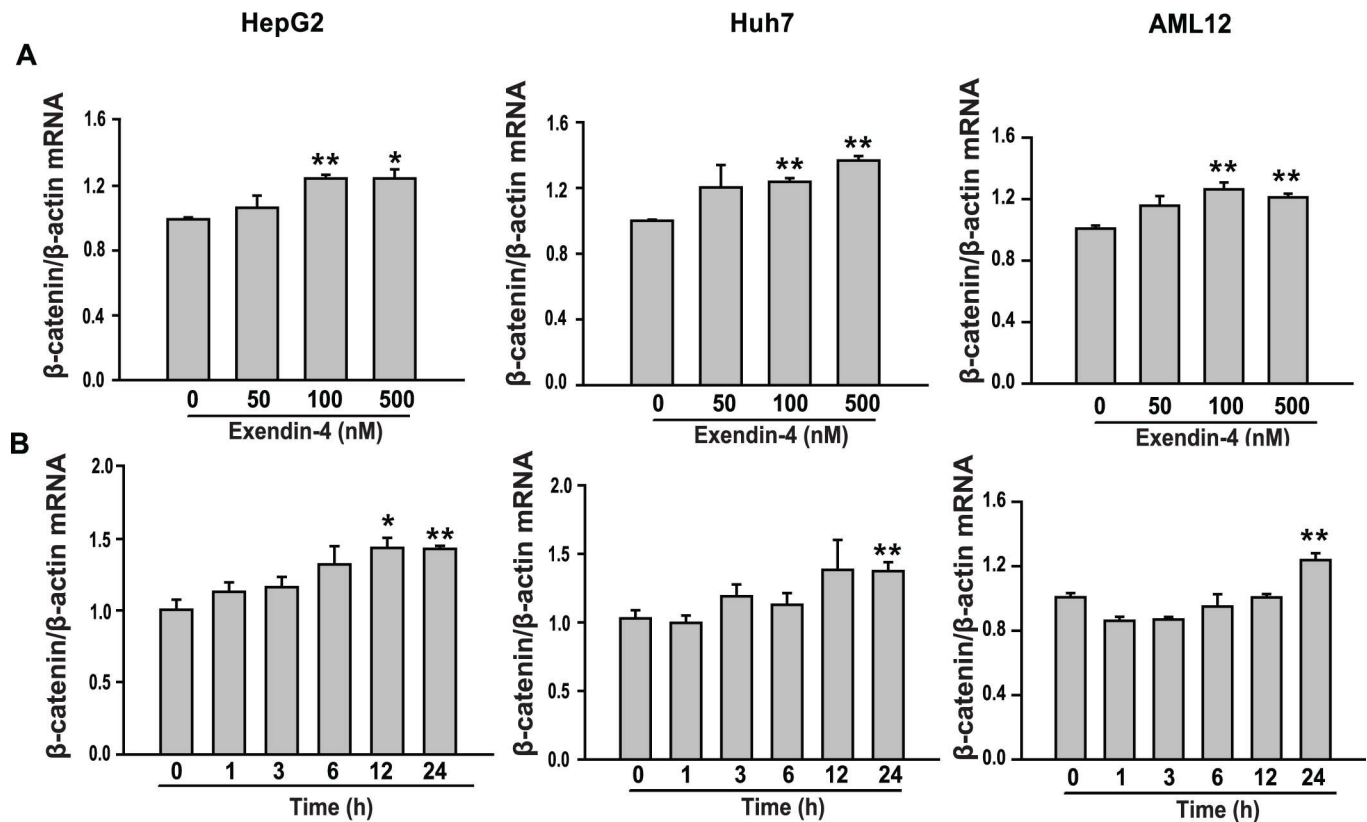 HepG2 Huh7 AML12
A
β-catenin/β-actin mRNA
1.6
1.2
0.8
0.4
0.0
** *
0 50 100 500
Exendin-4 (nM)
β-catenin/β-actin mRNA
1.6
1.2
0.8
0.4
0.0
** **
0 50 100 500
Exendin-4 (nM)
β-catenin/β-actin mRNA
1.6
1.2
0.8
0.4
0.0
** **
0 50 100 500
Exendin-4 (nM)
B
β-catenin/β-actin mRNA
2.0
1.5
1.0
0.5
0.0
* **
0 1 3 6 12 24
Time (h)
β-catenin/β-actin mRNA
2.0
1.5
1.0
0.5
0.0
**
0 1 3 6 12 24
Time (h)
β-catenin/β-actin mRNA
1.6
1.2
0.8
0.4
0.0
**
0 1 3 6 12 24
Time (h)